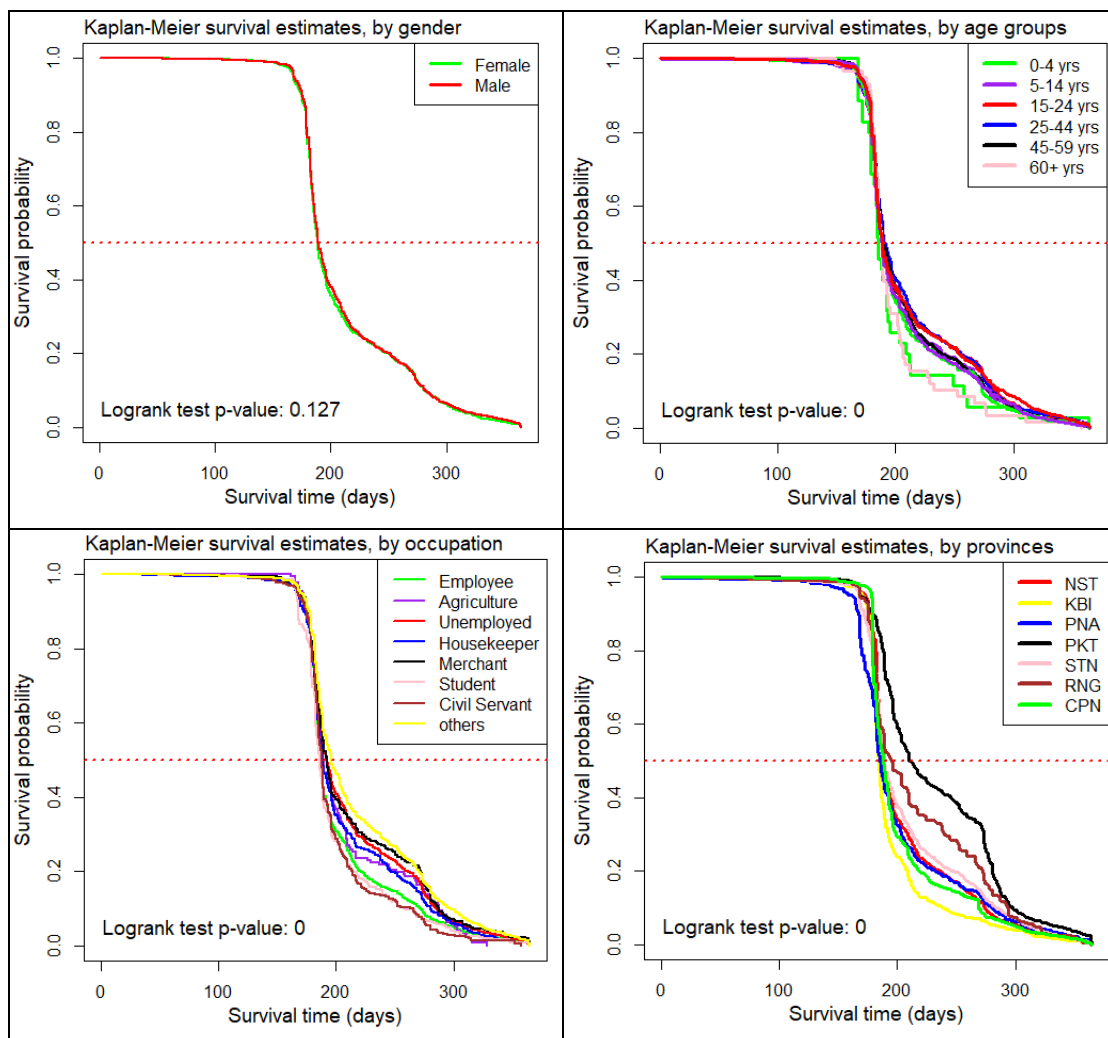 Kaplan-Meier survival estimates, by gender
Survival probability
1.0
0.8
0.6
0.4
0.2
0.0
Female
Male
Logrank test p-value: 0.127
0 100 200 300
Survival time (days)
Kaplan-Meier survival estimates, by age groups
Survival probability
1.0
0.8
0.6
0.4
0.2
0.0
0-4 yrs
5-14 yrs
15-24 yrs
25-44 yrs
45-59 yrs
60+ yrs
Logrank test p-value: 0
0 100 200 300
Survival time (days)
Kaplan-Meier survival estimates, by occupation
Survival probability
1.0
0.8
0.6
0.4
0.2
0.0
Employee
Agriculture
Unemployed
Housekeeper
Merchant
Student
Civil Servant
others
Logrank test p-value: 0
0 100 200 300
Survival time (days)
Kaplan-Meier survival estimates, by provinces
Survival probability
1.0
0.8
0.6
0.4
0.2
0.0
NST
KBI
PNA
PKT
STN
RNG
CPN
Logrank test p-value: 0
0 100 200 300
Survival time (days)